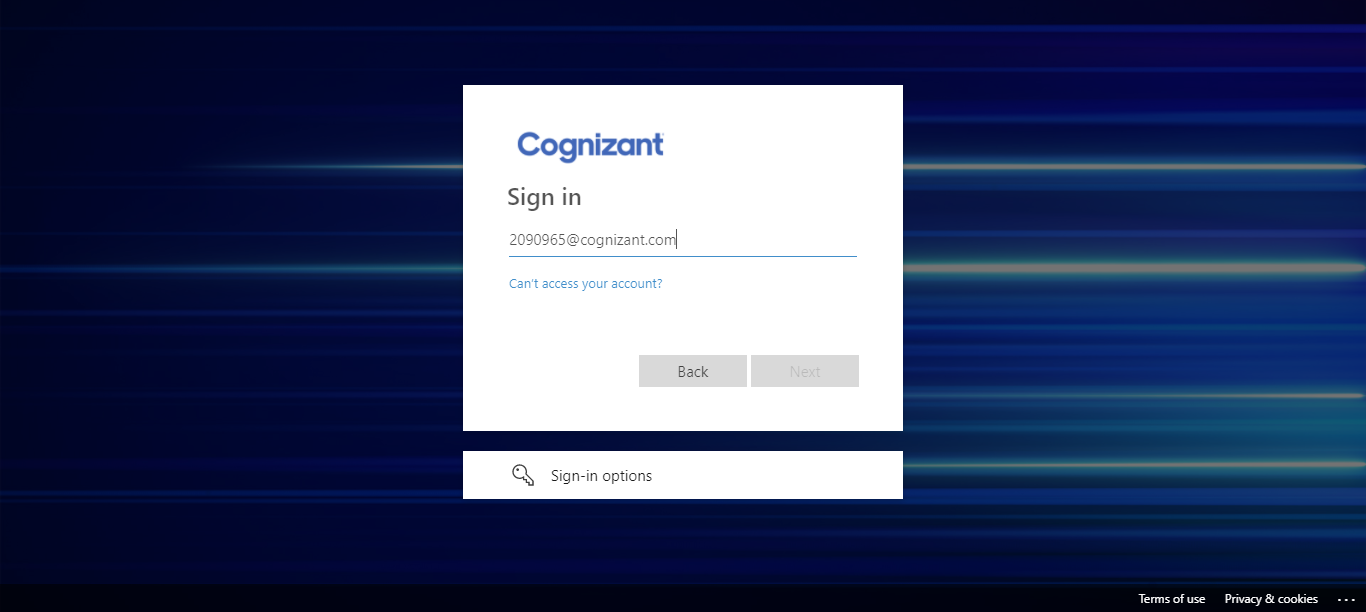 Cognizant
Sign in
2090965@cognizant.com
Can't access your account?
Back
Next
Sign-in options
Terms of use
Privacy & cookies
...